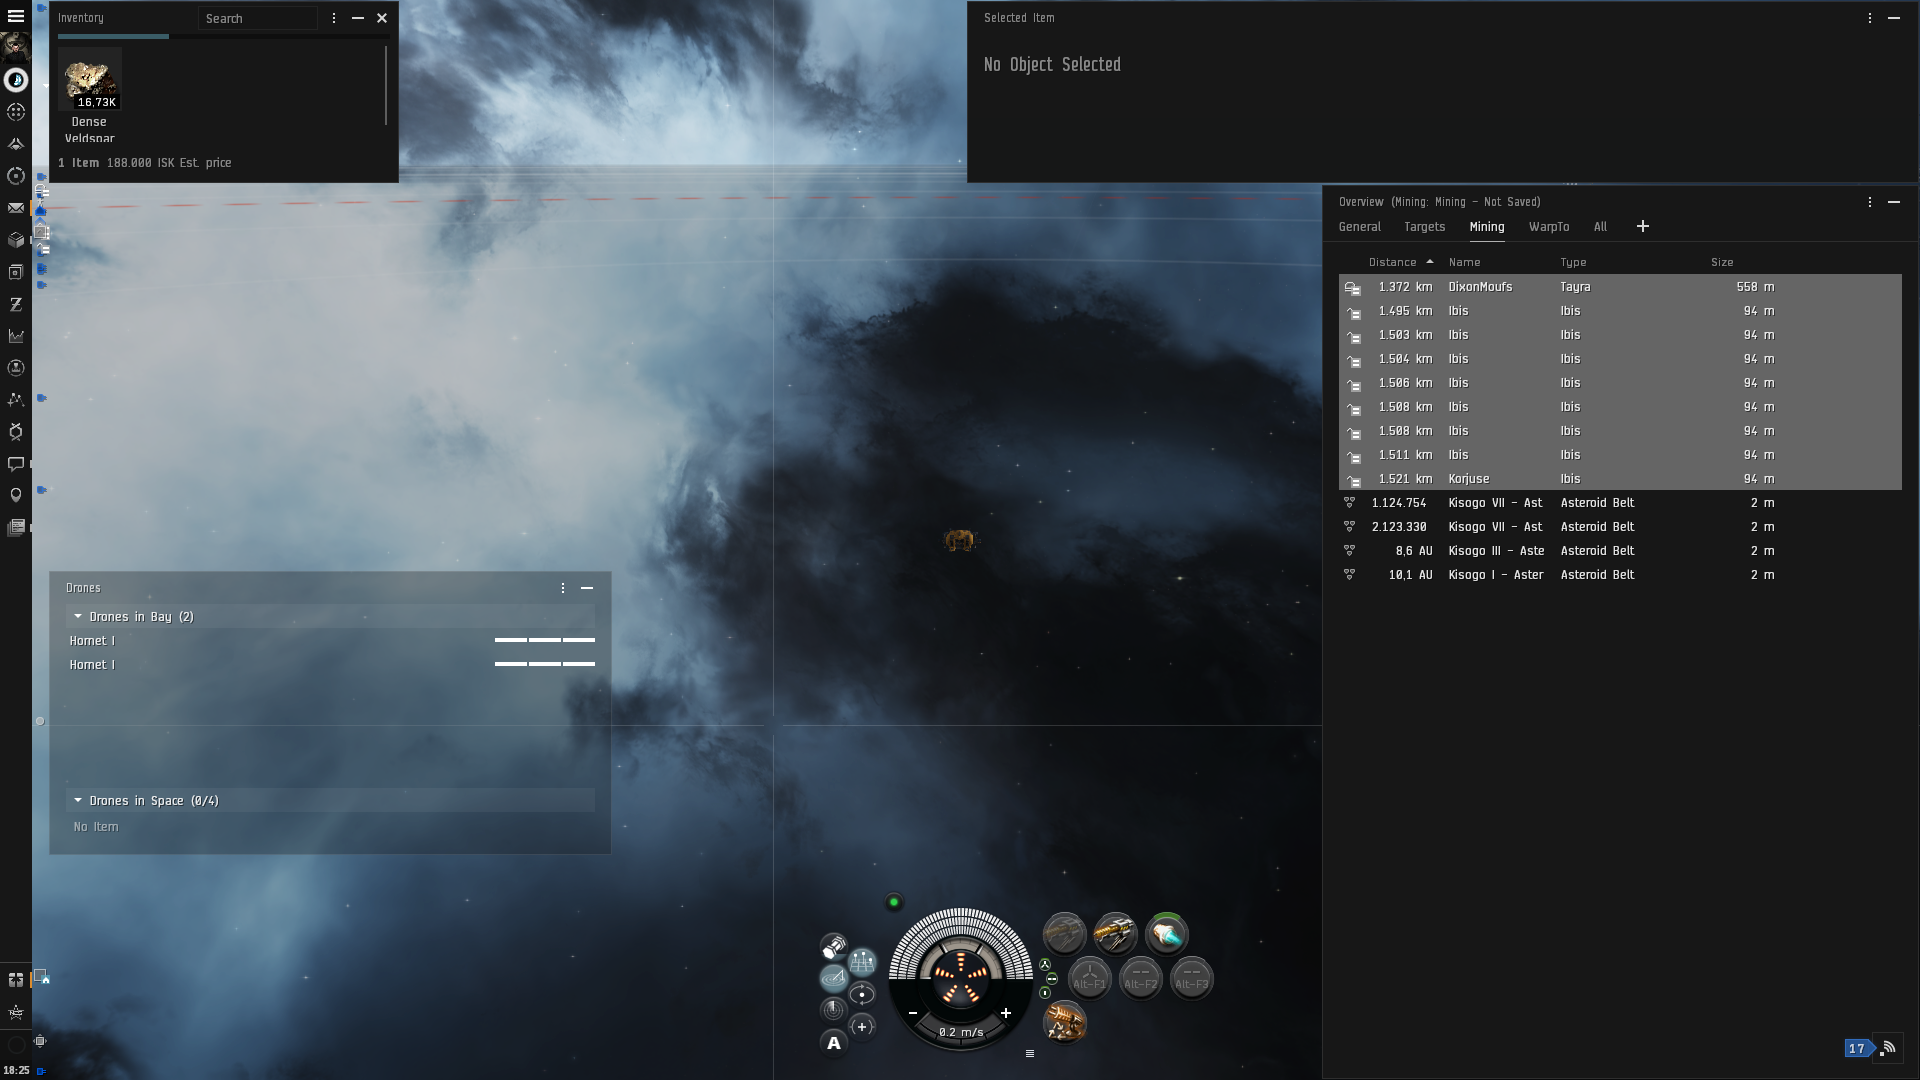 Inventory
Search
16,73K
Dense
Veldspar
1 Item 188.000 ISK Est. price
Selected Item
No Object Selected
Overview (Mining: Mining - Not Saved)
General Targets Mining WarpTo All +
Distance Name Type Size
1.372 km DixonMoufs Tayra 558 m
1.495 km Ibis Ibis 94 m
1.503 km Ibis Ibis 94 m
1.504 km Ibis Ibis 94 m
1.506 km Ibis Ibis 94 m
1.508 km Ibis Ibis 94 m
1.508 km Ibis Ibis 94 m
1.511 km Ibis Ibis 94 m
1.521 km Korjuse Ibis 94 m
1.124.754 Kisogo VII - Ast Asteroid Belt 2 m
2.123.330 Kisogo VII - Ast Asteroid Belt 2 m
8,6 AU Kisogo III - Aste Asteroid Belt 2 m
10,1 AU Kisogo I - Aster Asteroid Belt 2 m
Drones
Drones in Bay (2)
Hornet I
Hornet I
Drones in Space (0/4)
No Item
Alt-F1 Alt-F2 Alt-F3
0.2 m/s
A
17
18:25